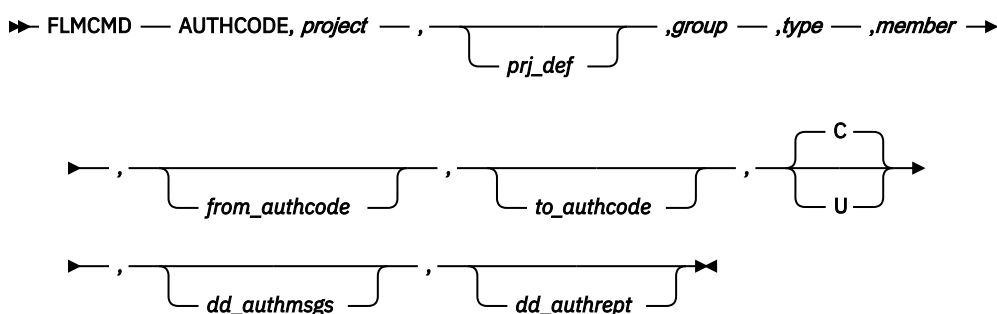 FLMCMD AUTHCODE, project , ,group ,type ,member
prj_def
C
, , ,
from_authcode to_authcode U
, ,
dd_authmsgs dd_authrept